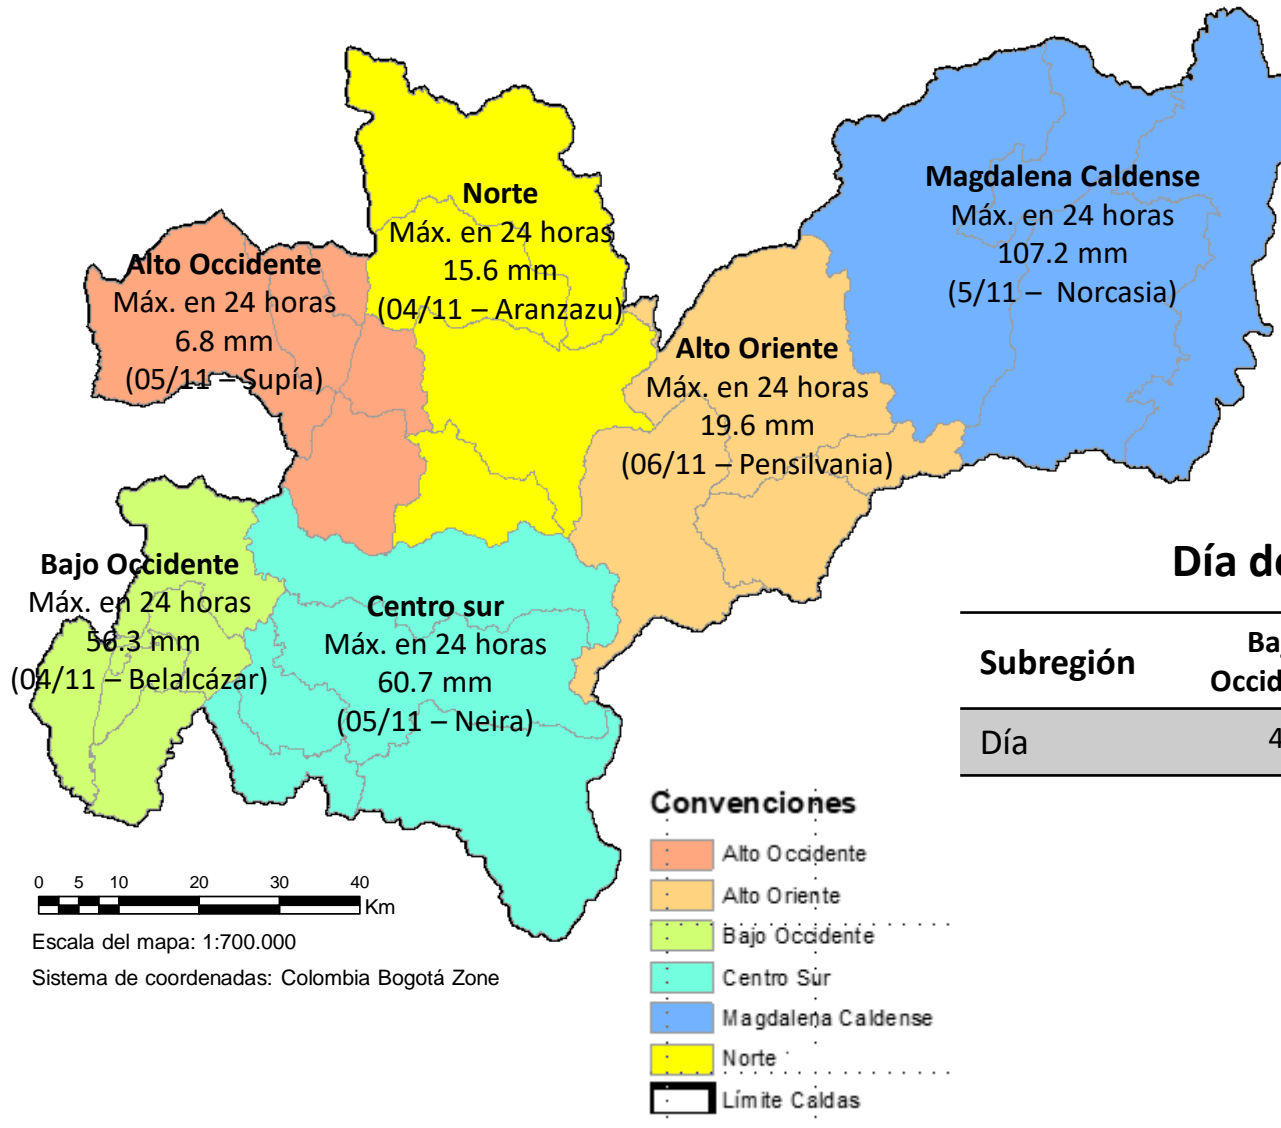 Norte
Máx. en 24 horas
15.6 mm
(04/11 – Aranzazu)
Magdalena Caldense
Máx. en 24 horas
107.2 mm
(5/11 – Norcasia)
Alto Occidente
Máx. en 24 horas
6.8 mm
(05/11 – Supía)
Alto Oriente
Máx. en 24 horas
19.6 mm
(06/11 – Pensilvania)
Bajo Occidente
Máx. en 24 horas
56.3 mm
(04/11 – Belalcázar)
Centro sur
Máx. en 24 horas
60.7 mm
(05/11 – Neira)
Día de
Subregión
Baj
Occid
Día 4
Convenciones
Alto Occidente
Alto Oriente
Bajo Occidente
Centro Sur
Magdalena Caldense
Norte
Límite Caldas
0 5 10 20 30 40
Km
Escala del mapa: 1:700.000
Sistema de coordenadas: Colombia Bogotá Zone